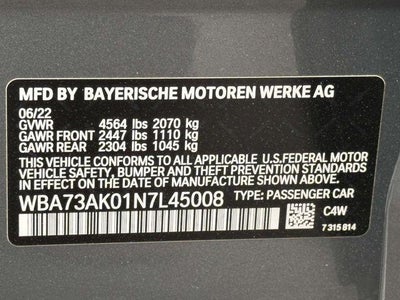 MFD BY BAYERISCHE MOTOREN WERKE AG
06/22
GVWR 4564 lbs 2070 kg
GAWR FRONT 2447 lbs 1110 kg
GAWR REAR 2304 lbs 1045 kg
THIS VEHICLE CONFORMS TO ALL APPLICABLE
U.S.FEDERAL MOTOR
VEHICLE SAFETY, BUMPER, AND THEFT PREVENTION
STANDARDS IN EFFECT ON THE DATE OF
MANUFACTURE SHOWN ABOVE.
WBA73AK01N7L45008 TYPE: PASSENGER CAR
C4W
7 315 814